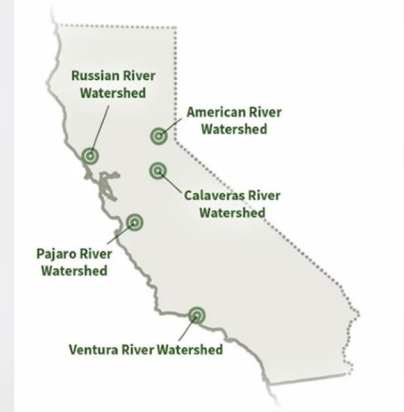 Russian River
Watershed
American River
Watershed
Calaveras River
Watershed
Pajaro River
Watershed
Ventura River Watershed